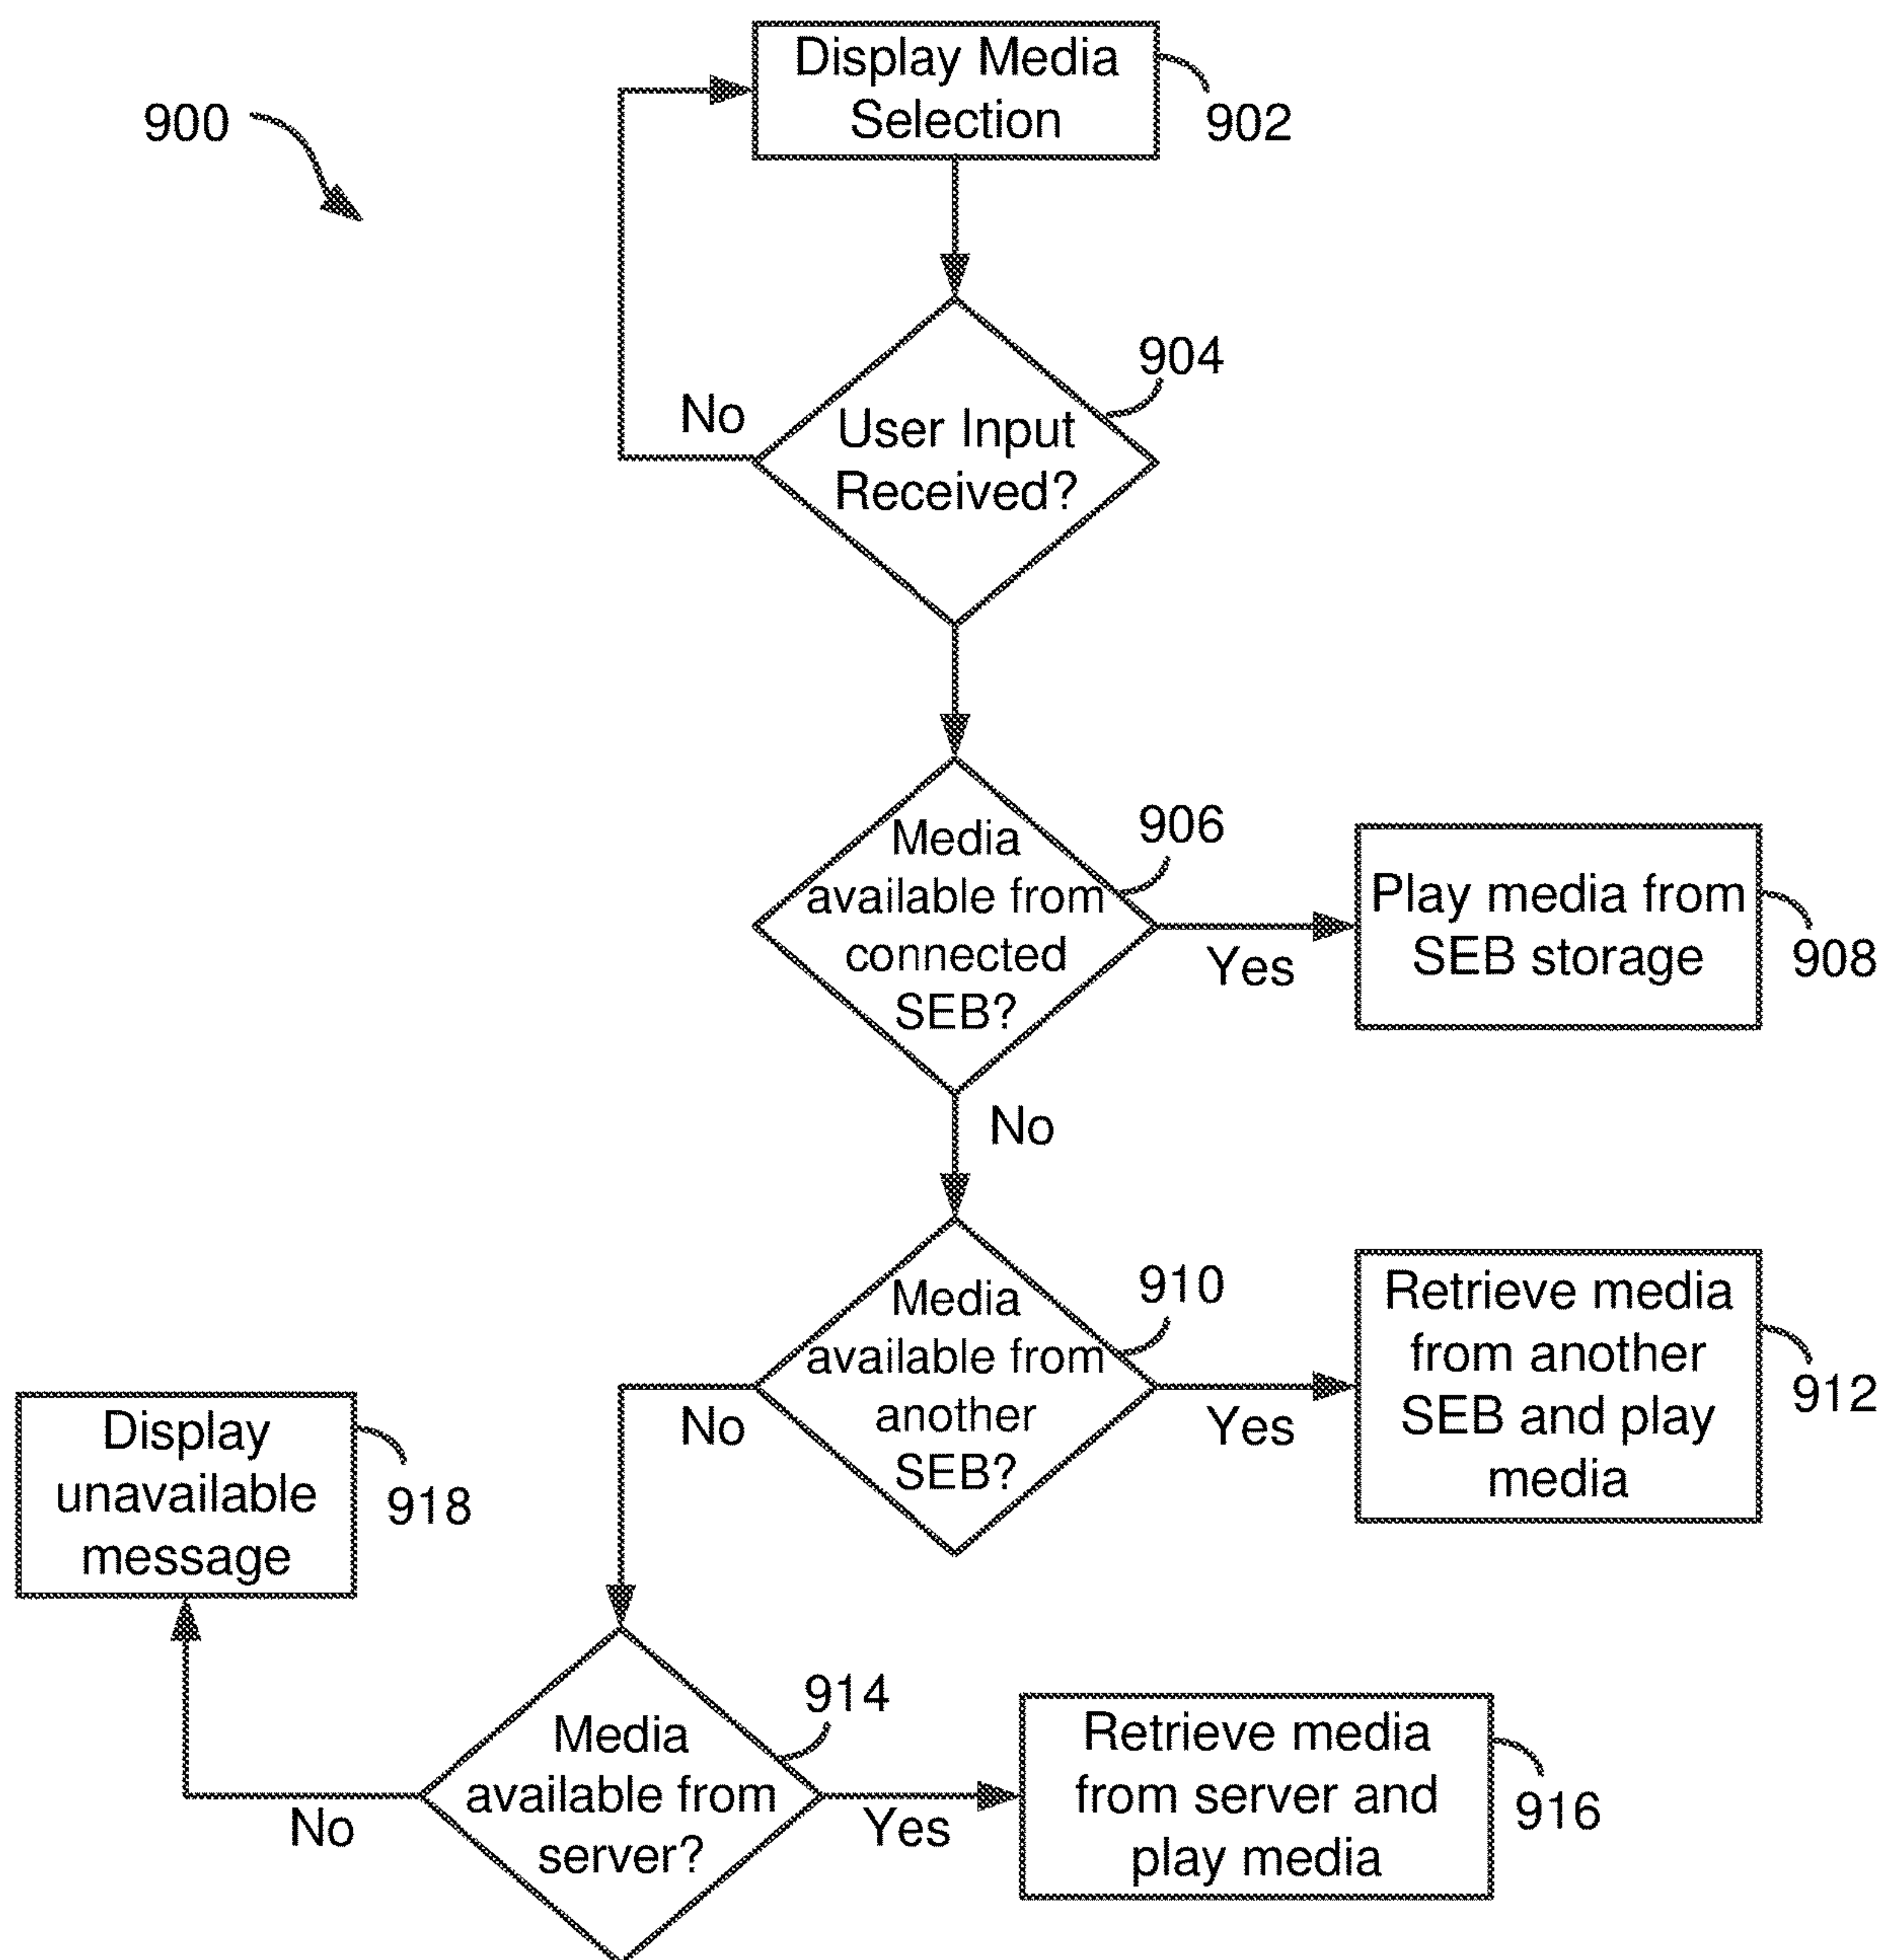 Display Media
Selection
902
900
904
No
User Input
Received?
906
Media
available from
connected
SEB?
Yes
Play media from
SEB storage
908
No
910
Media
available from
another
SEB?
No
Yes
Retrieve media
from another
SEB and play
media
912
Display
unavailable
message
918
914
Media
available from
server?
No
Yes
Retrieve media
from server and
play media
916